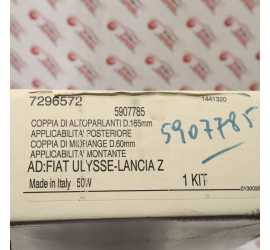 7296572
1441320
5907785
COPPIA DI ALTOPARLANTI D.165mm
APPLICABILITA' POSTERIORE
COPPIA DI MIDRANGE D.60mm
APPLICABILITA' MONTANTE
AD:FIAT ULYSSE-LANCIA Z
Made in Italy 50W 1 KIT
5907785